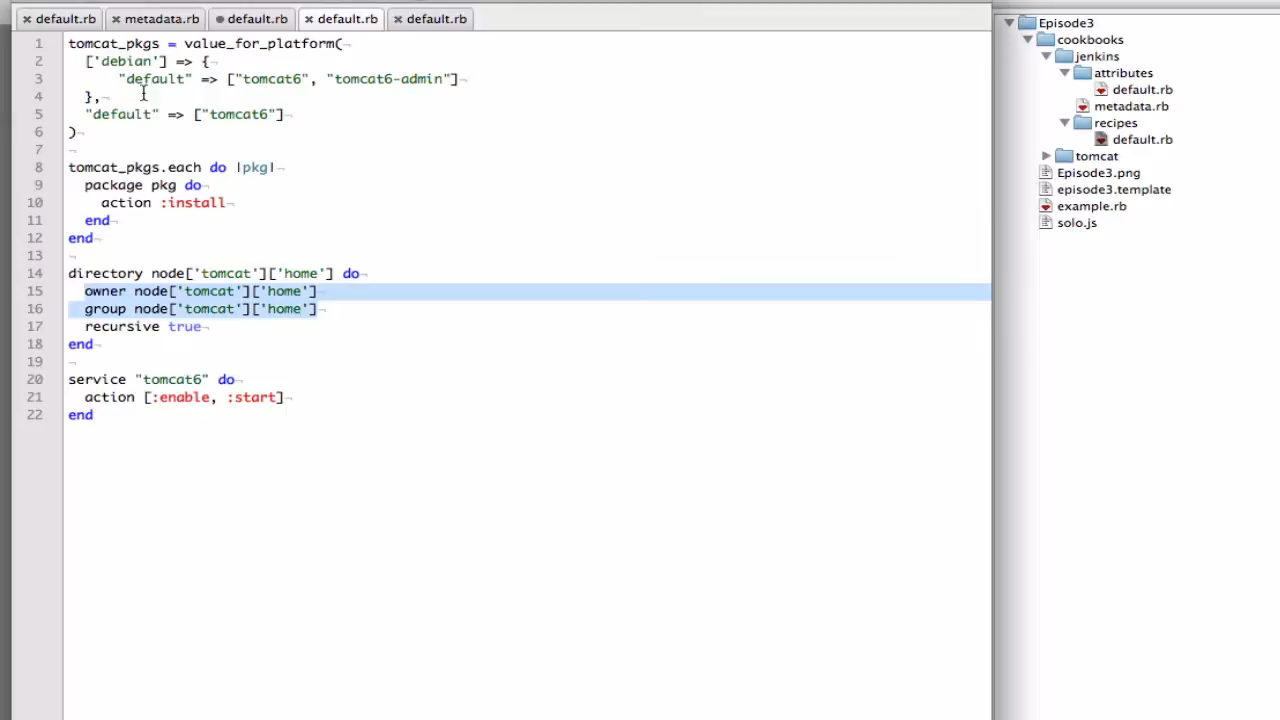 default.rb metadata.rb default.rb default.rb default.rb
1 tomcat_pkgs = value_for_platform(
2 ['debian'] => {
3 "default" => ["tomcat6", "tomcat6-admin"]
4 },
5 "default" => ["tomcat6"]
6 )
7
8 tomcat_pkgs.each do |pkg|
9 package pkg do
10 action :install
11 end
12 end
13
14 directory node['tomcat']['home'] do
15 owner node['tomcat']['home']
16 group node['tomcat']['home']
17 recursive true
18 end
19
20 service "tomcat6" do
21 action [:enable, :start]
22 end
Episode3
cookbooks
jenkins
attributes
default.rb
metadata.rb
recipes
default.rb
tomcat
Episode3.png
episode3.template
example.rb
solo.js